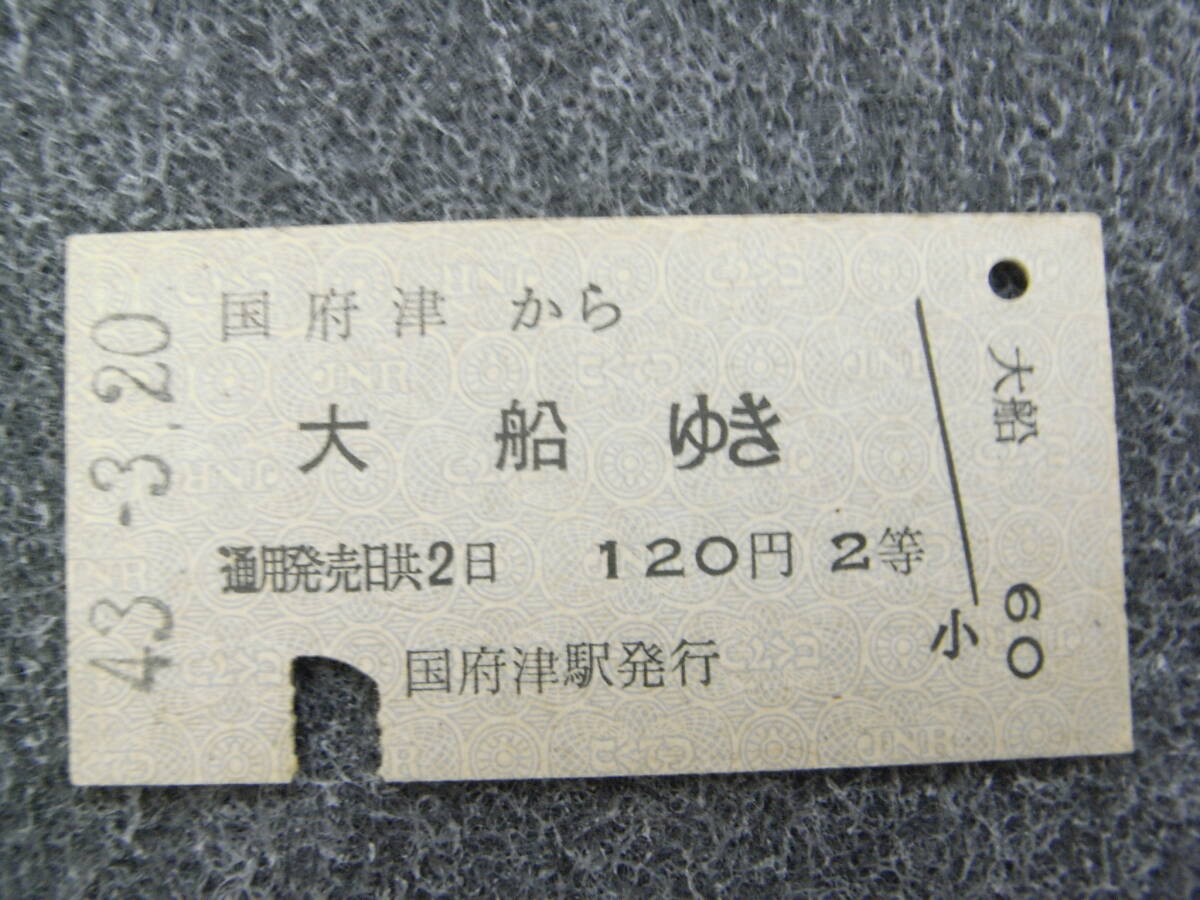 43.-3.20
国府津 から
大船 ゆき
通用発売日共2日 120円 2等
国府津駅発行
大船
小 60